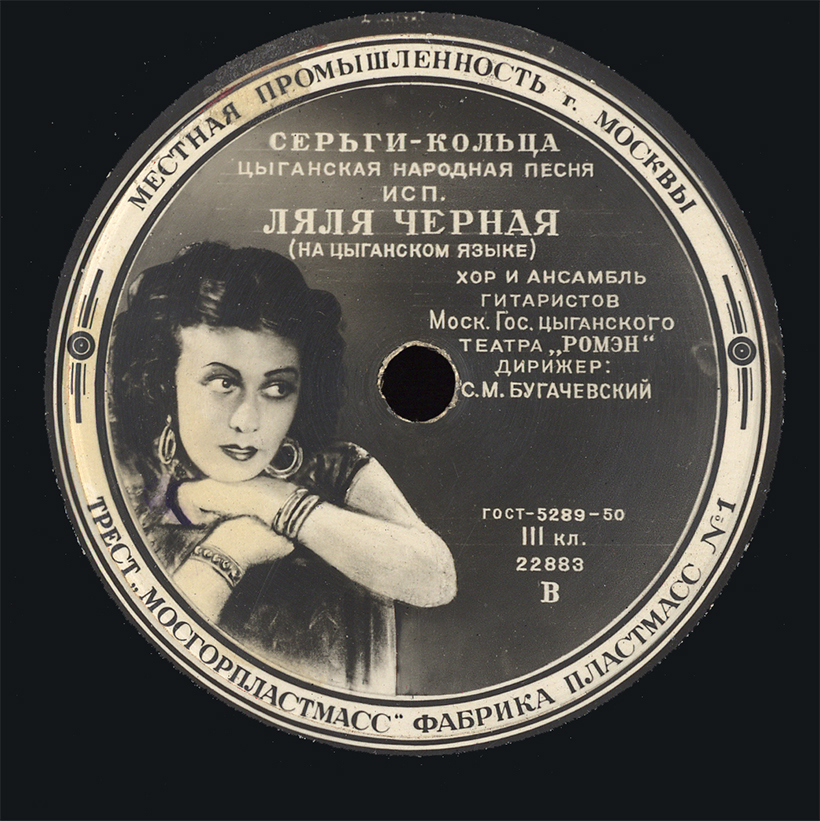 МЕСТНАЯ ПРОМЫШЛЕННОСТЬ г. МОСКВЫ
СЕРЬГИ-КОЛЬЦА
ЦЫГАНСКАЯ НАРОДНАЯ ПЕСНЯ
ИСП.
ЛЯЛЯ ЧЕРНАЯ
(НА ЦЫГАНСКОМ ЯЗЫКЕ)
ХОР И АНСАМБЛЬ
ГИТАРИСТОВ
Моск. Гос. цыганского
ТЕАТРА „РОМЭН“
ДИРИЖЕР:
С.М. БУГАЧЕВСКИЙ
ГОСТ-5289-50
III кл.
22883
В
ТРЕСТ „МОСГОРПЛАСТМАСС“ ФАБРИКА ПЛАСТМАСС №1